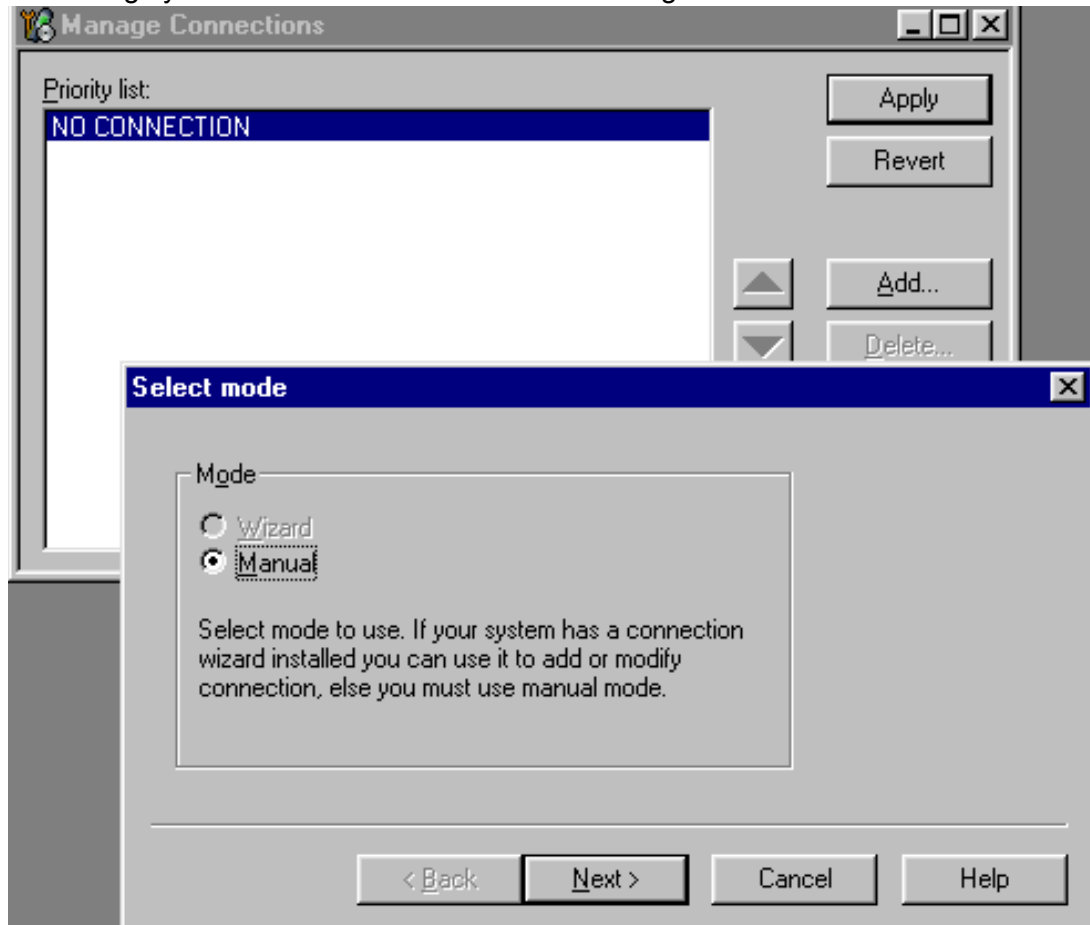 Manage Connections
Priority list:
NO CONNECTION
Apply
Revert
Add...
Delete...
Select mode
Mode
Wizard
Manual
Select mode to use. If your system has a connection
wizard installed you can use it to add or modify
connection, else you must use manual mode.
< Back
Next >
Cancel
Help